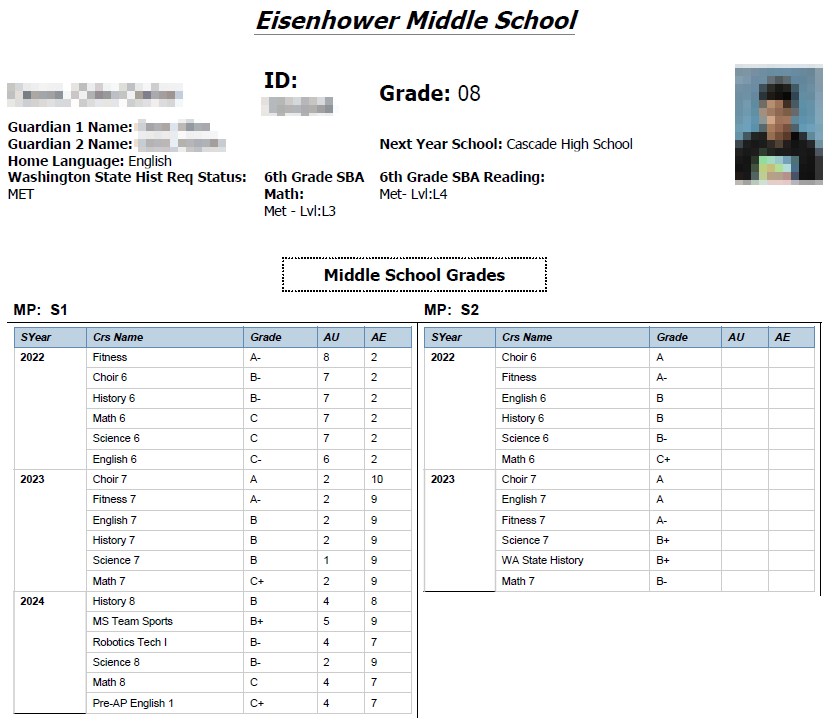 Eisenhower Middle School
ID:
Grade: 08
Guardian 1 Name:
Guardian 2 Name:
Next Year School: Cascade High School
Home Language: English
Washington State Hist Req Status:
MET
6th Grade SBA
Math:
Met - Lvl:L3
6th Grade SBA Reading:
Met- Lvl:L4
Middle School Grades
MP: S1
SYear Crs Name Grade AU AE
2022 Fitness A- 8 2
Choir 6 B- 7 2
History 6 B- 7 2
Math 6 C 7 2
Science 6 C 7 2
English 6 C- 6 2
2023 Choir 7 A 2 10
Fitness 7 A- 2 9
English 7 B 2 9
History 7 B 2 9
Science 7 B 1 9
Math 7 C+ 2 9
2024 History 8 B 4 8
MS Team Sports B+ 5 9
Robotics Tech I B- 4 7
Science 8 B- 2 9
Math 8 C 4 7
Pre-AP English 1 C+ 4 7
MP: S2
SYear Crs Name Grade AU AE
2022 Choir 6 A
Fitness A-
English 6 B
History 6 B
Science 6 B-
Math 6 C+
2023 Choir 7 A
English 7 A
Fitness 7 A-
Science 7 B+
WA State History B+
Math 7 B-